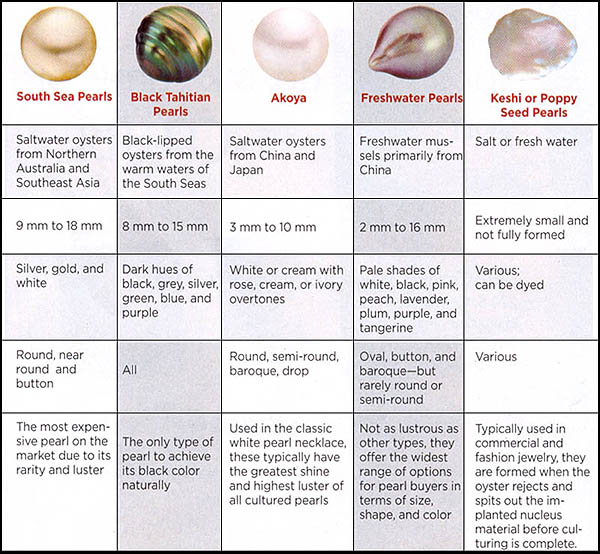 South Sea Pearls
Black Tahitian
Pearls
Akoya
Freshwater Pearls
Keshi or Poppy
Seed Pearls
Saltwater oysters
from Northern
Australia and
Southeast Asia
Black-lipped
oysters from the
warm waters of
the South Seas
Saltwater oysters
from China and
Japan
Freshwater mus-
sels primarily from
China
Salt or fresh water
9 mm to 18 mm
8 mm to 15 mm
3 mm to 10 mm
2 mm to 16 mm
Extremely small and
not fully formed
Silver, gold, and
white
Dark hues of
black, grey, silver,
green, blue, and
purple
White or cream with
rose, cream, or ivory
overtones
Pale shades of
white, black, pink,
peach, lavender,
plum, purple, and
tangerine
Various;
can be dyed
Round, near
round and
button
All
Round, semi-round,
baroque, drop
Oval, button, and
baroque—but
rarely round or
semi-round
Various
The most expen-
sive pearl on the
market due to its
rarity and luster
The only type of
pearl to achieve
its black color
naturally
Used in the classic
white pearl necklace,
these typically have
the greatest shine
and highest luster of
all cultured pearls
Not as lustrous as
other types, they
offer the widest
range of options
for pearl buyers in
terms of size,
shape, and color
Typically used in
commercial and
fashion jewelry, they
are formed when the
oyster rejects and
spits out the im-
planted nucleus
material before cul-
turing is complete.